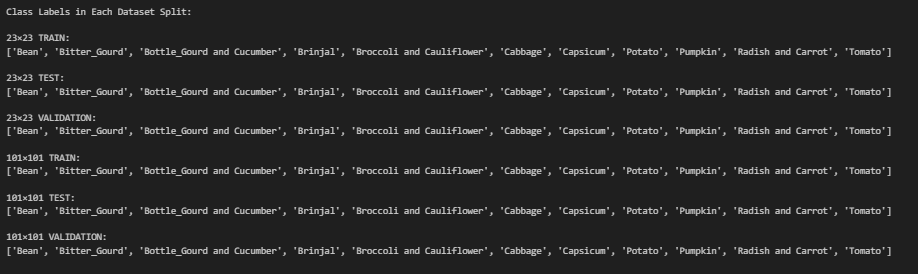 Class Labels in Each Dataset Split:
23×23 TRAIN:
['Bean', 'Bitter_Gourd', 'Bottle_Gourd and Cucumber', 'Brinjal', 'Broccoli and Cauliflower', 'Cabbage', 'Capsicum', 'Potato', 'Pumpkin', 'Radish and Carrot', 'Tomato']
23×23 TEST:
['Bean', 'Bitter_Gourd', 'Bottle_Gourd and Cucumber', 'Brinjal', 'Broccoli and Cauliflower', 'Cabbage', 'Capsicum', 'Potato', 'Pumpkin', 'Radish and Carrot', 'Tomato']
23×23 VALIDATION:
['Bean', 'Bitter_Gourd', 'Bottle_Gourd and Cucumber', 'Brinjal', 'Broccoli and Cauliflower', 'Cabbage', 'Capsicum', 'Potato', 'Pumpkin', 'Radish and Carrot', 'Tomato']
101×101 TRAIN:
['Bean', 'Bitter_Gourd', 'Bottle_Gourd and Cucumber', 'Brinjal', 'Broccoli and Cauliflower', 'Cabbage', 'Capsicum', 'Potato', 'Pumpkin', 'Radish and Carrot', 'Tomato']
101×101 TEST:
['Bean', 'Bitter_Gourd', 'Bottle_Gourd and Cucumber', 'Brinjal', 'Broccoli and Cauliflower', 'Cabbage', 'Capsicum', 'Potato', 'Pumpkin', 'Radish and Carrot', 'Tomato']
101×101 VALIDATION:
['Bean', 'Bitter_Gourd', 'Bottle_Gourd and Cucumber', 'Brinjal', 'Broccoli and Cauliflower', 'Cabbage', 'Capsicum', 'Potato', 'Pumpkin', 'Radish and Carrot', 'Tomato']